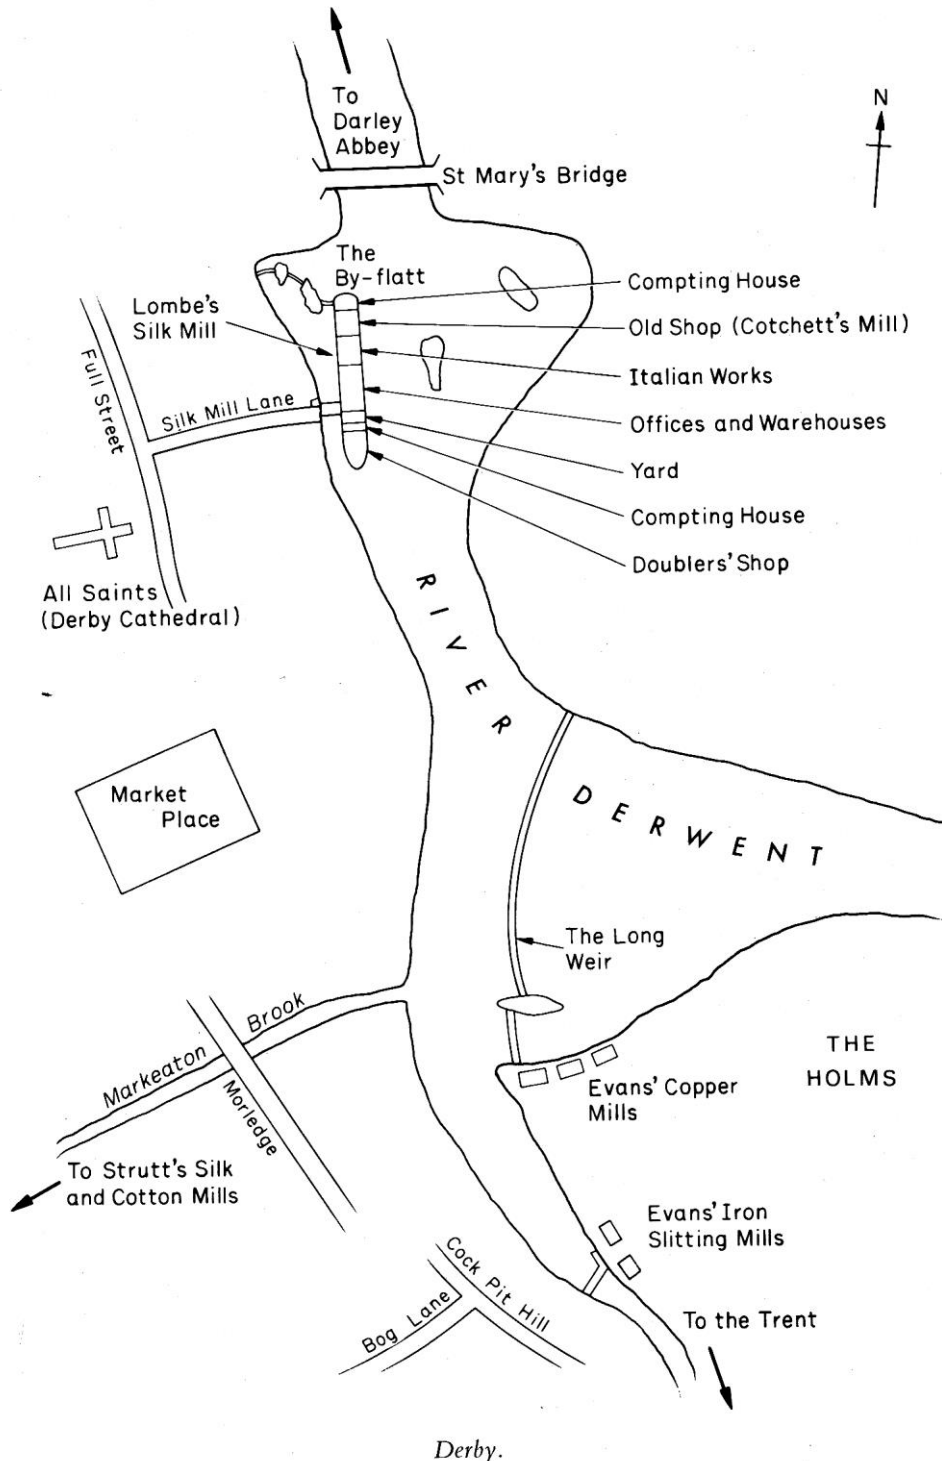 To
Darley
Abbey
N
St Mary's Bridge
The
By-flatt
Compting House
Lombe's
Silk Mill
Old Shop (Cotchett's Mill)
Full Street
Italian Works
Silk Mill Lane
Offices and Warehouses
Yard
Compting House
Doublers' Shop
All Saints
(Derby Cathedral)
RIVER
DERWENT
Market
Place
The Long
Weir
Markeaton Brook
THE
HOLMS
Evans' Copper
Mills
Morledge
To Strutt's Silk
and Cotton Mills
Evans' Iron
Slitting Mills
Cock Pit Hill
Bog Lane
To the Trent
Derby.